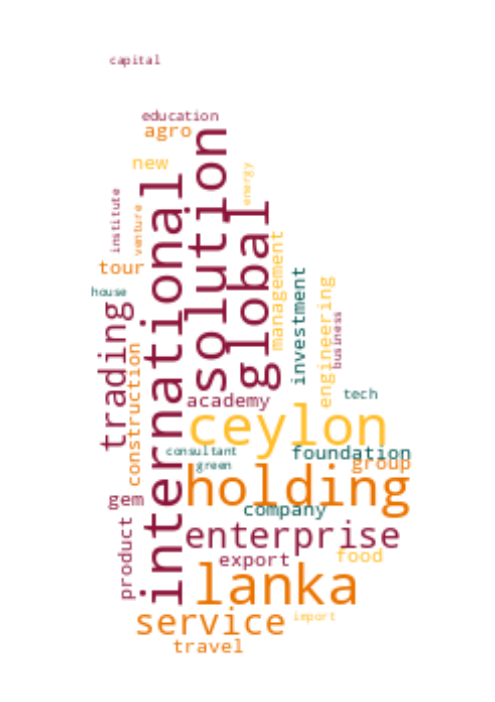 capital
education
agro
new
energy
solution
international
institute
venture
global
management
tour
investment
house
engineering
trading
business
construction
tech
academy
ceylon
consultant
foundation
green
group
holding
gem
company
product
enterprise
export
food
lanka
service
import
travel